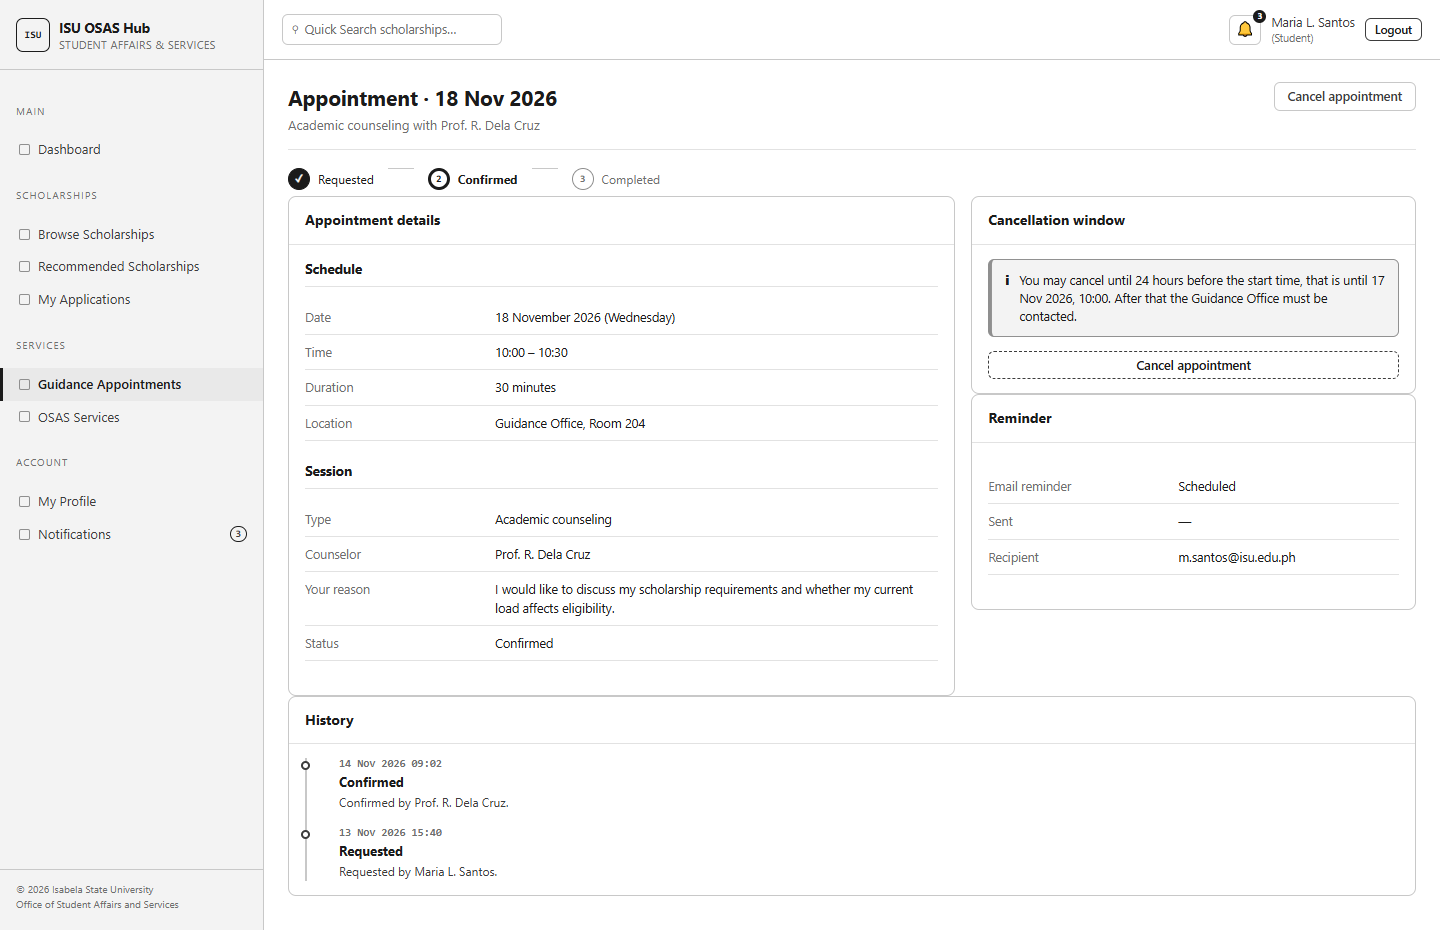 ISU
ISU OSAS Hub
STUDENT AFFAIRS & SERVICES
MAIN
Dashboard
SCHOLARSHIPS
Browse Scholarships
Recommended Scholarships
My Applications
SERVICES
Guidance Appointments
OSAS Services
ACCOUNT
My Profile
Notifications 3
© 2026 Isabela State University
Office of Student Affairs and Services
Quick Search scholarships...
3
Maria L. Santos
(Student)
Logout
Appointment · 18 Nov 2026
Cancel appointment
Academic counseling with Prof. R. Dela Cruz
✓ Requested 2 Confirmed 3 Completed
Appointment details
Schedule
Date 18 November 2026 (Wednesday)
Time 10:00 – 10:30
Duration 30 minutes
Location Guidance Office, Room 204
Session
Type Academic counseling
Counselor Prof. R. Dela Cruz
Your reason I would like to discuss my scholarship requirements and whether my current
load affects eligibility.
Status Confirmed
Cancellation window
i You may cancel until 24 hours before the start time, that is until 17
Nov 2026, 10:00. After that the Guidance Office must be
contacted.
Cancel appointment
Reminder
Email reminder Scheduled
Sent —
Recipient m.santos@isu.edu.ph
History
14 Nov 2026 09:02
Confirmed
Confirmed by Prof. R. Dela Cruz.
13 Nov 2026 15:40
Requested
Requested by Maria L. Santos.